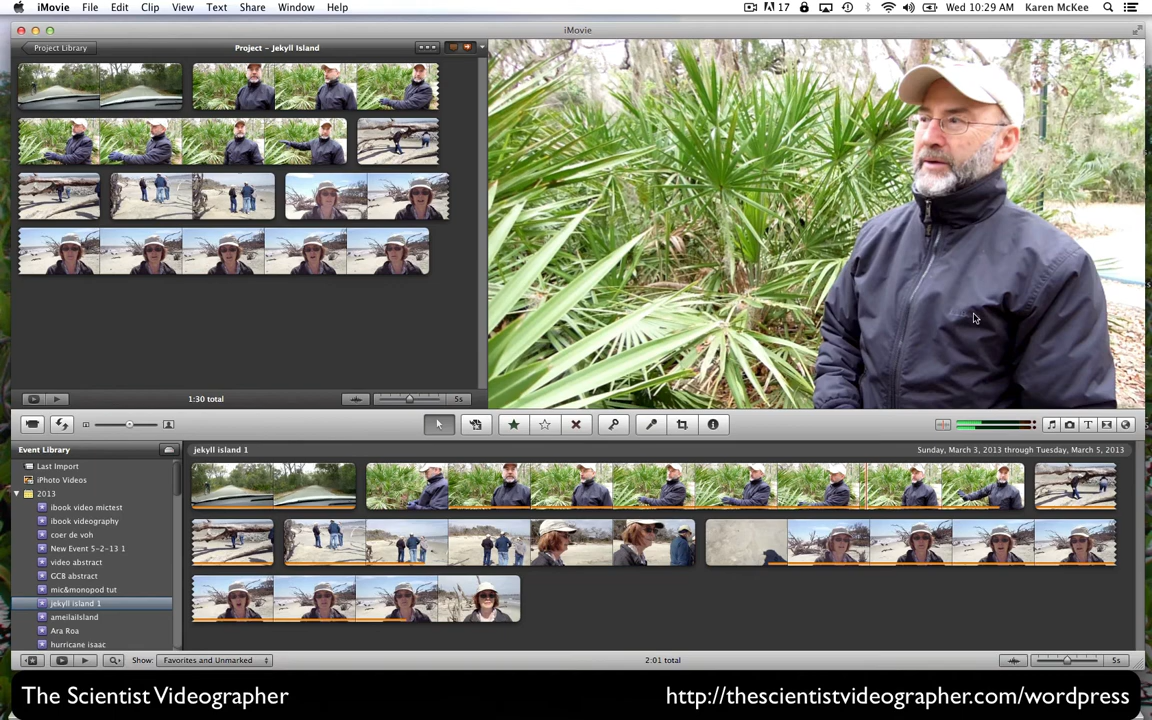 iMovie File Edit Clip View Text Share Window Help
17 Wed 10:29 AM Karen McKee
iMovie
Project Library
Project – Jekyll Island
1:30 total
5s
Event Library
jekyll island 1
Sunday, March 3, 2013 through Tuesday, March 5, 2013
Last Import
iPhoto Videos
2013
ibook video mictest
ibook videography
coer de voh
New Event 5-2-13 1
video abstract
GCB abstract
mic&monopod tut
jekyll island 1
ameilaiIsland
Ara Roa
hurricane isaac
Show: Favorites and Unmarked
2:01 total
5s
The Scientist Videographer
http://thescientistvideographer.com/wordpress